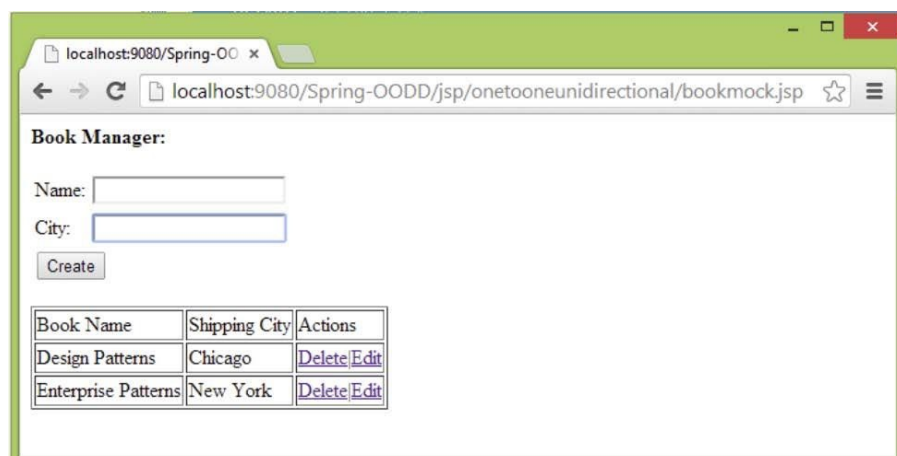 localhost:9080/Spring-OO
localhost:9080/Spring-OODD/jsp/onetooneunidirectional/bookmock.jsp
Book Manager:
Name:
City:
Create
Book Name Shipping City Actions
Design Patterns Chicago Delete|Edit
Enterprise Patterns New York Delete|Edit